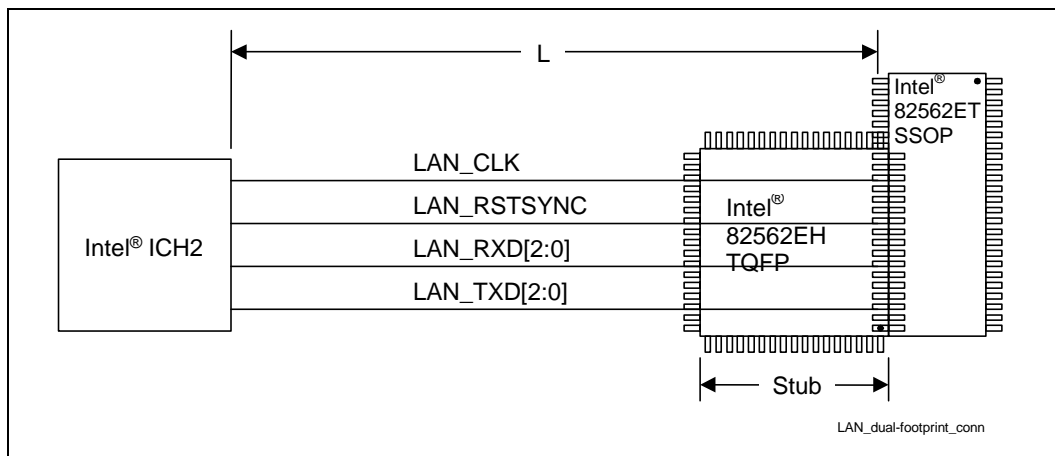 L
Intel®
82562ET
SSOP
LAN_CLK
LAN_RSTSYNC
Intel® ICH2
Intel®
82562EH
TQFP
LAN_RXD[2:0]
LAN_TXD[2:0]
Stub
LAN_dual-footprint_conn